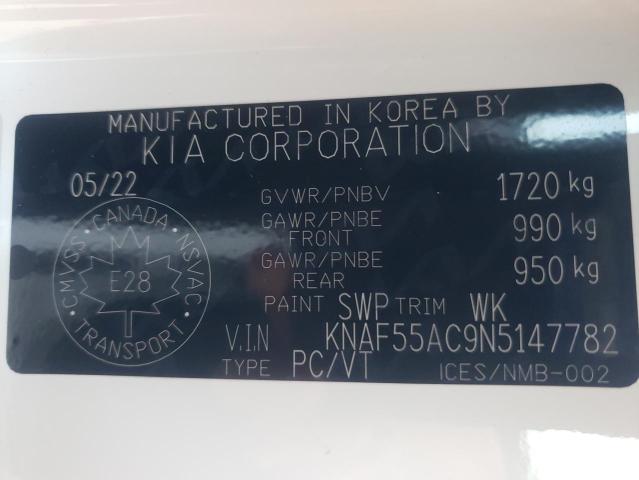 MANUFACTURED IN KOREA BY
KIA CORPORATION
05/22
GVWR/PNBV 1720 kg
GAWR/PNBE FRONT 990 kg
GAWR/PNBE REAR 950 kg
CMVSS · CANADA · NSVAC
E28
· TRANSPORT ·
PAINT SWP TRIM WK
V.I.N KNAF55AC9N5147782
TYPE PC/VT ICES/NMB-002